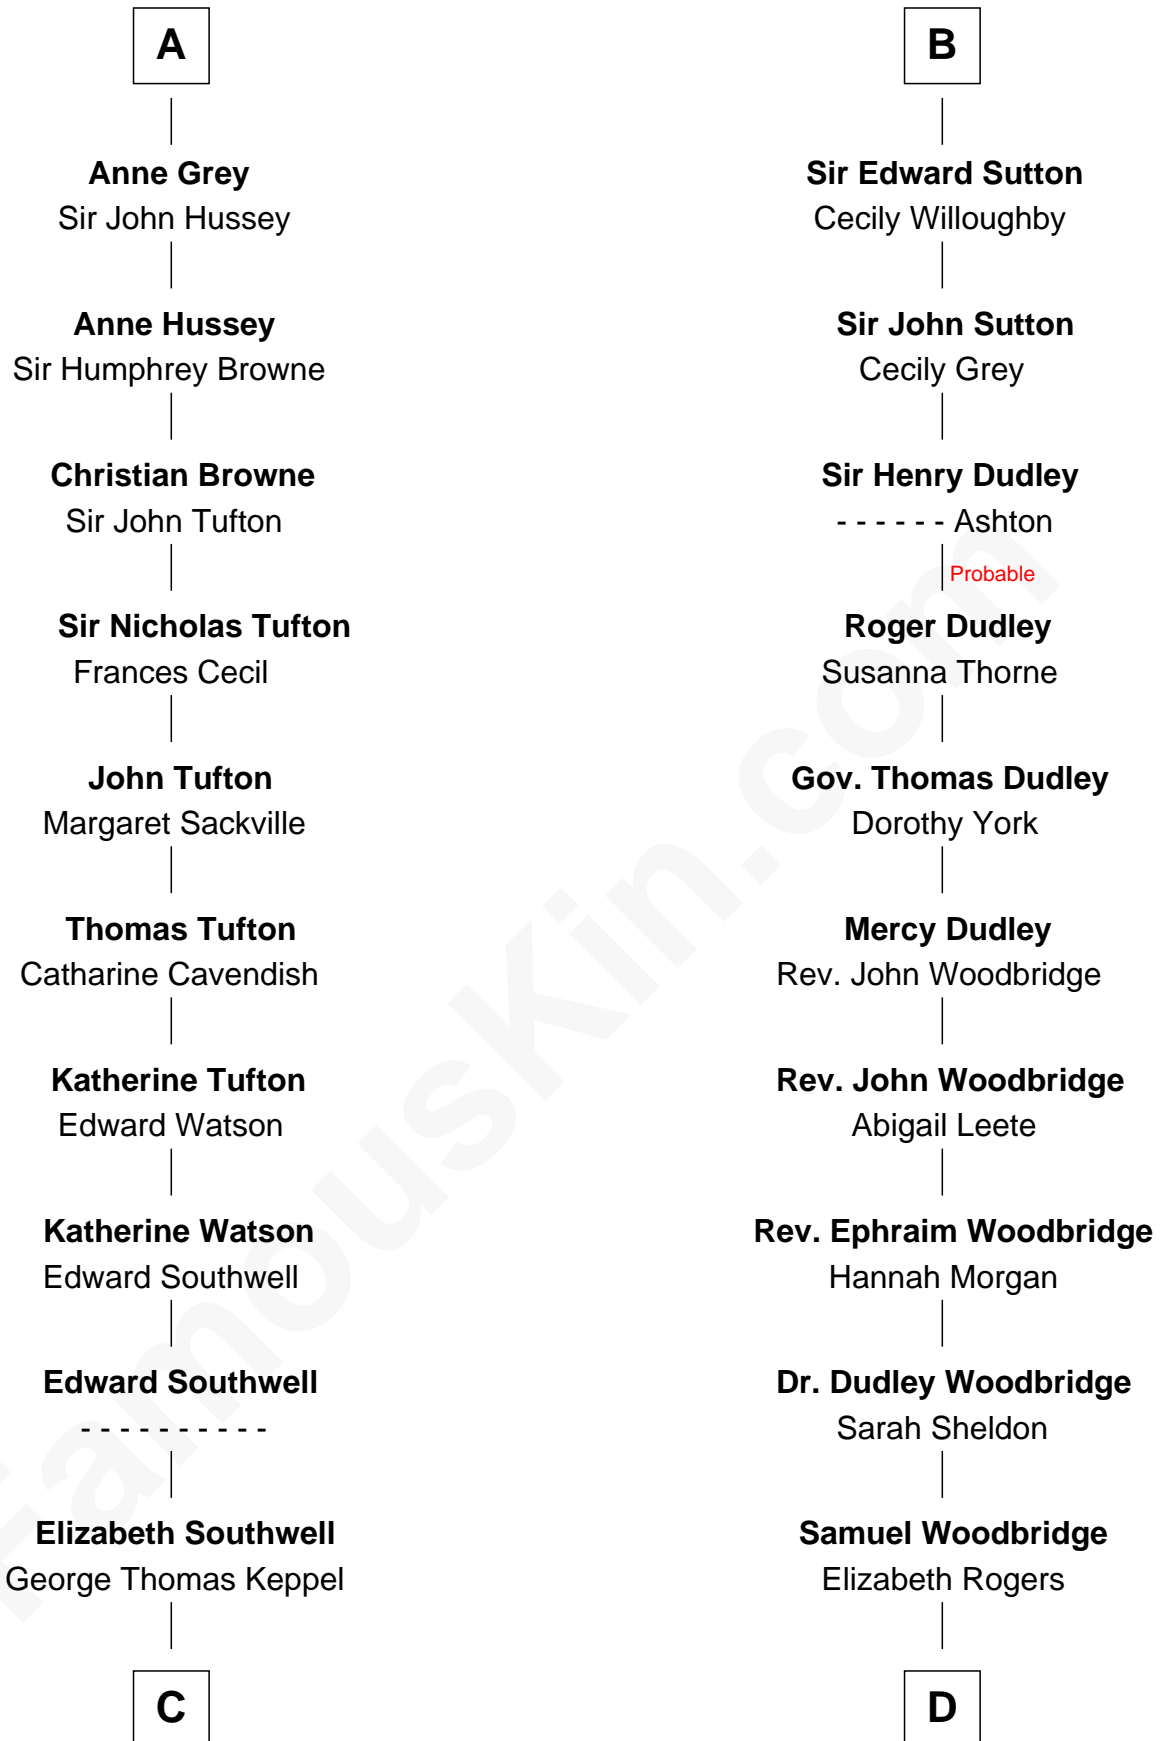 A
Anne Grey
Sir John Hussey
Anne Hussey
Sir Humphrey Browne
Christian Browne
Sir John Tufton
Sir Nicholas Tufton
Frances Cecil
John Tufton
Margaret Sackville
Thomas Tufton
Catharine Cavendish
Katherine Tufton
Edward Watson
Katherine Watson
Edward Southwell
Edward Southwell
- - - - - - - - - -
Elizabeth Southwell
George Thomas Keppel
C
B
Sir Edward Sutton
Cecily Willoughby
Sir John Sutton
Cecily Grey
Sir Henry Dudley
- - - - - - Ashton
Probable
Roger Dudley
Susanna Thorne
Gov. Thomas Dudley
Dorothy York
Mercy Dudley
Rev. John Woodbridge
Rev. John Woodbridge
Abigail Leete
Rev. Ephraim Woodbridge
Hannah Morgan
Dr. Dudley Woodbridge
Sarah Sheldon
Samuel Woodbridge
Elizabeth Rogers
D
FamousKin.com